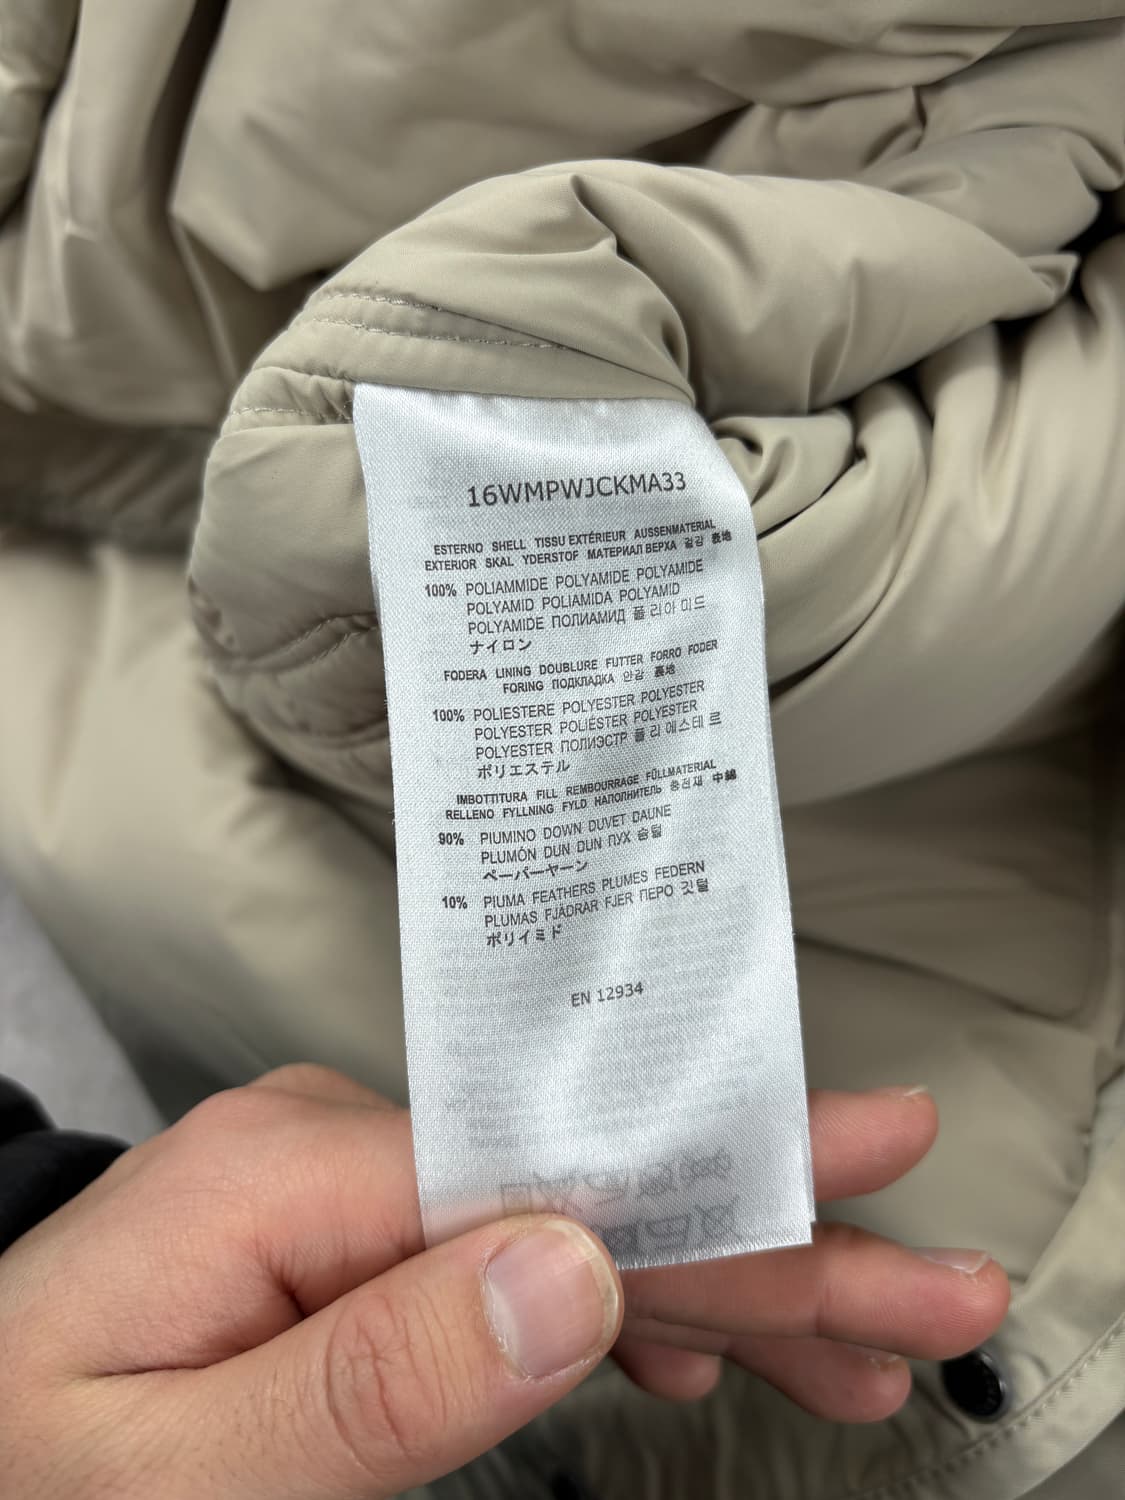 16WMPWJCKMA33
ESTERNO SHELL TISSU EXTÉRIEUR AUSSENMATERIAL
EXTERIOR SKAL YDERSTOF МАТЕРИАЛ ВЕРХА 겉감 表地
100% POLIAMMIDE POLYAMIDE POLYAMIDE
POLYAMID POLIAMIDA POLYAMID
POLYAMIDE ПОЛИАМИД 폴리아미드
ナイロン
FODERA LINING DOUBLURE FUTTER FORRO FODER
FORING ПОДКЛАДКА 안감 裏地
100% POLIESTERE POLYESTER POLYESTER
POLYESTER POLIÉSTER POLYESTER
POLYESTER ПОЛИЭСТР 폴리에스테르
ポリエステル
IMBOTTITURA FILL REMBOURRAGE FÜLLMATERIAL
RELLENO FYLLNING FYLD НАПОЛНИТЕЛЬ 충전재 中綿
90% PIUMINO DOWN DUVET DAUNE
PLUMÓN DUN DUN ПУХ 솜털
ペーパーヤーン
10% PIUMA FEATHERS PLUMES FEDERN
PLUMAS FJÄDRAR FJER ПЕРО 깃털
ポリイミド
EN 12934